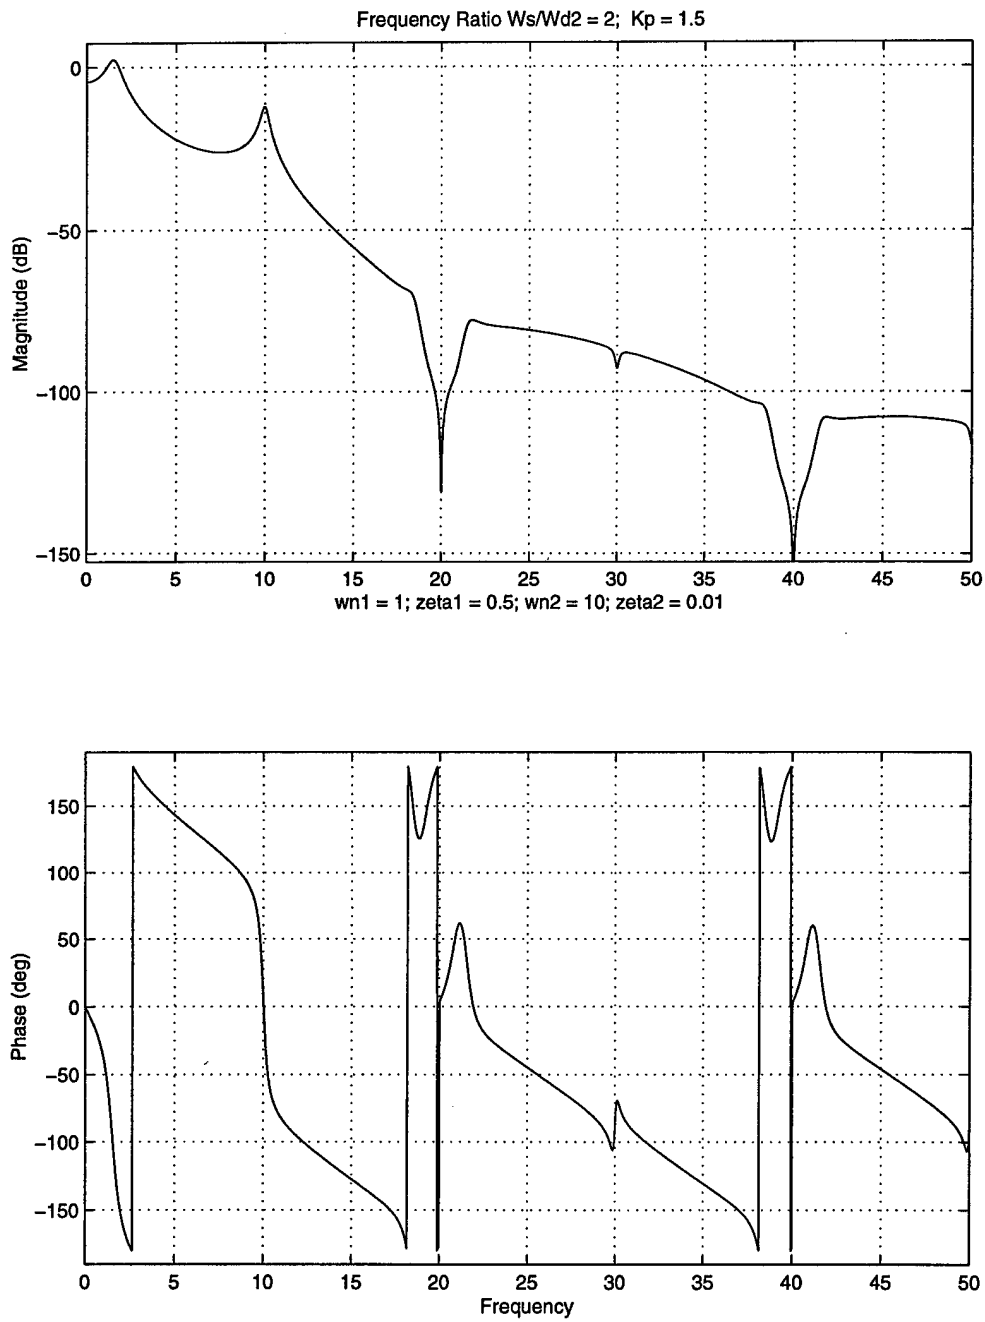 Frequency Ratio Ws/Wd2 = 2; Kp = 1.5
0
−50
−100
−150
Magnitude (dB)
0 5 10 15 20 25 30 35 40 45 50
wn1 = 1; zeta1 = 0.5; wn2 = 10; zeta2 = 0.01
150
100
50
0
−50
−100
−150
Phase (deg)
0 5 10 15 20 25 30 35 40 45 50
Frequency